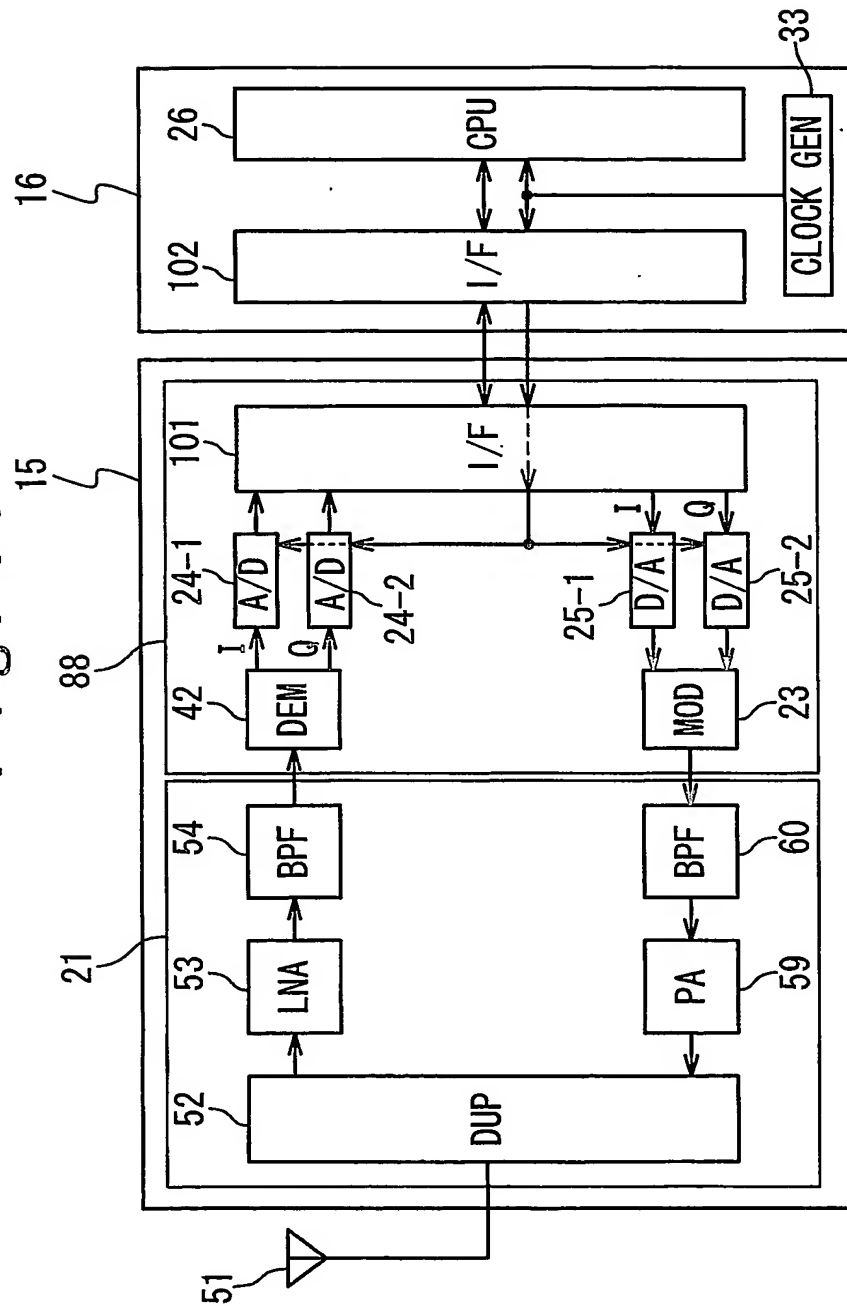 16
26
CPU
102
I/F
33
CLOCK GEN
15
88
101
I/F
24-1
A/D
A/D
24-2
I
Q
42
DEM
I
Q
25-1
D/A
D/A
25-2
MOD
23
21
54
BPF
53
LNA
52
DUP
BPF
60
PA
59
51